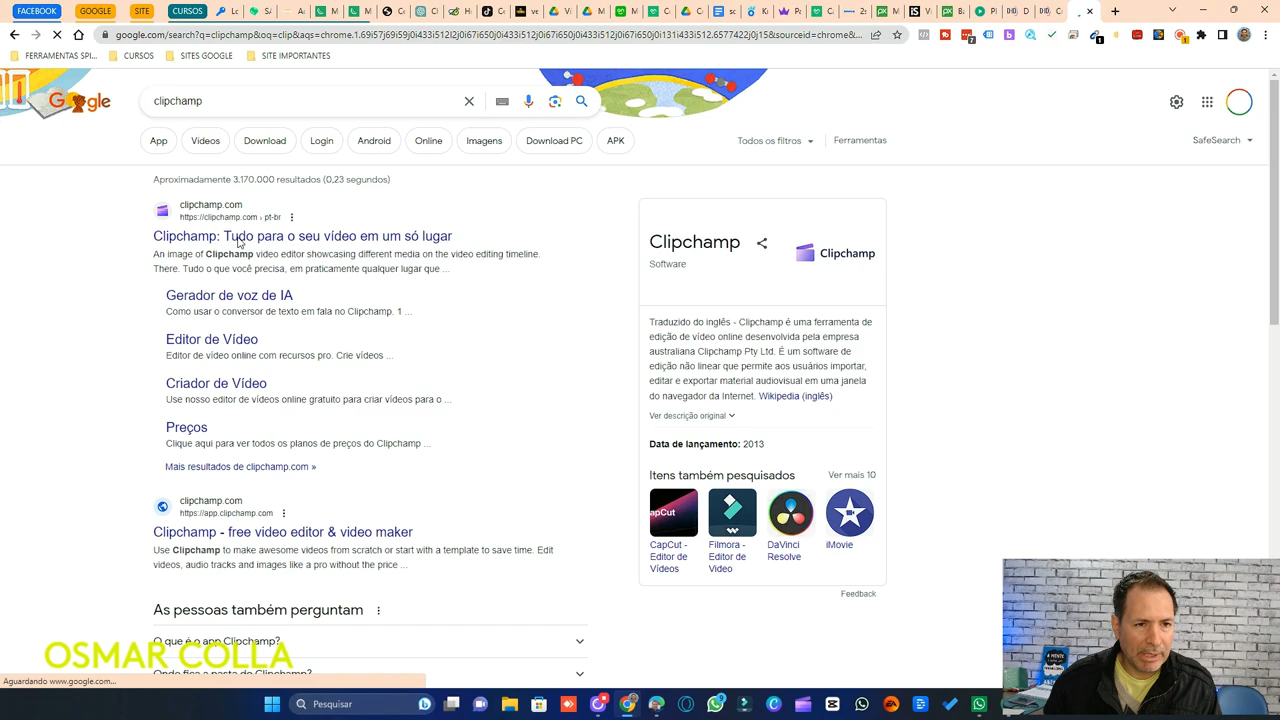 FACEBOOK GOOGLE SITE CURSOS
google.com/search?q=clipchamp&oq=clip&aqs=chrome.1.69i57j69i59j0i433i512l2j0i67i650j0i433i512j0i67i650j0i131i433i512.6577422j0j15&sourceid=chrome&...
FERRAMENTAS SPI... CURSOS SITES GOOGLE SITE IMPORTANTES
Google clipchamp
App Vídeos Download Login Android Online Imagens Download PC APK Todos os filtros Ferramentas SafeSearch
Aproximadamente 3.170.000 resultados (0,23 segundos)
clipchamp.com
https://clipchamp.com › pt-br
Clipchamp: Tudo para o seu vídeo em um só lugar
An image of Clipchamp video editor showcasing different media on the video editing timeline.
There. Tudo o que você precisa, em praticamente qualquer lugar que ...
Gerador de voz de IA
Como usar o conversor de texto em fala no Clipchamp. 1 ...
Editor de Vídeo
Editor de vídeo online com recursos pro. Crie vídeos ...
Criador de Vídeo
Use nosso editor de vídeos online gratuito para criar vídeos para o ...
Preços
Clique aqui para ver todos os planos de preços do Clipchamp ...
Mais resultados de clipchamp.com »
clipchamp.com
https://app.clipchamp.com
Clipchamp - free video editor & video maker
Use Clipchamp to make awesome videos from scratch or start with a template to save time. Edit
videos, audio tracks and images like a pro without the price ...
As pessoas também perguntam
O que é o app Clipchamp?
Onde fica a pasta do Clipchamp?
Clipchamp
Software
Clipchamp
Traduzido do inglês - Clipchamp é uma ferramenta de
edição de vídeo online desenvolvida pela empresa
australiana Clipchamp Pty Ltd. É um software de
edição não linear que permite aos usuários importar,
editar e exportar material audiovisual em uma janela
do navegador da Internet. Wikipedia (inglês)
Ver descrição original
Data de lançamento: 2013
Itens também pesquisados Ver mais 10
apCut
CapCut -
Editor de
Vídeos
Filmora -
Editor de
Video
DaVinci
Resolve
iMovie
Feedback
OSMAR COLLA
Aguardando www.google.com...
Pesquisar
A MENTE